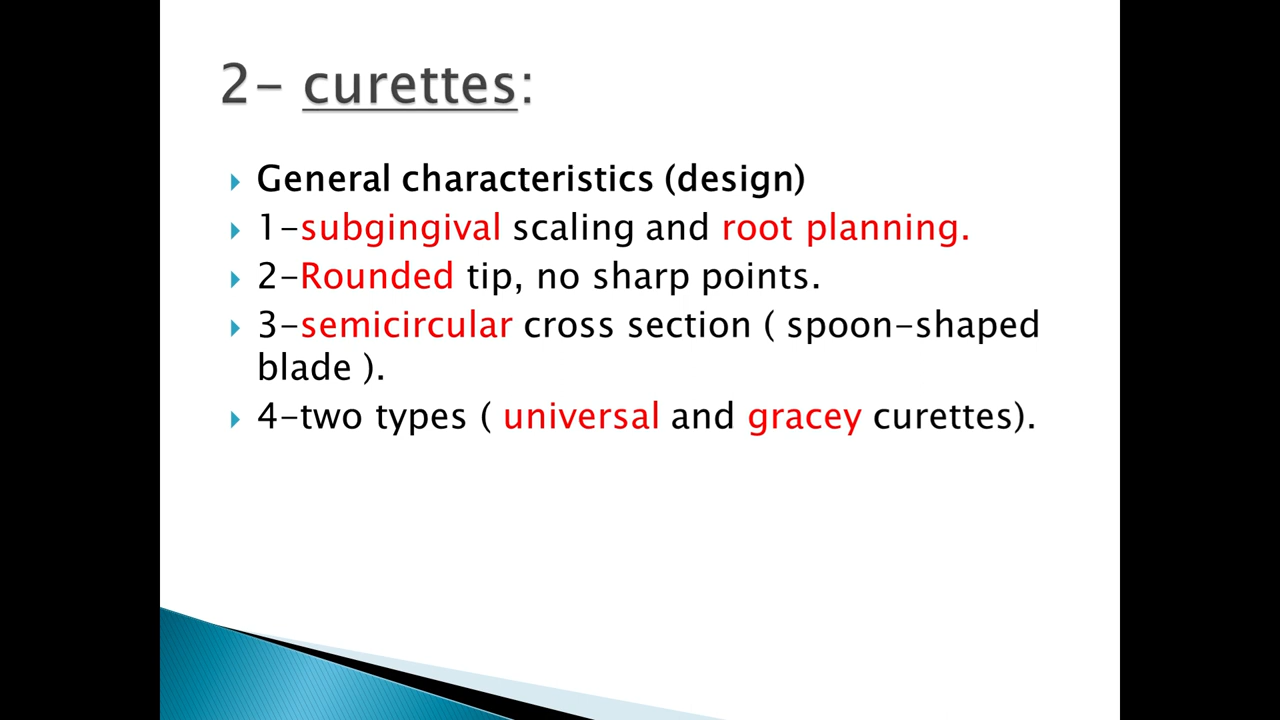 2- curettes:
General characteristics (design)
1-subgingival scaling and root planning.
2-Rounded tip, no sharp points.
3-semicircular cross section ( spoon-shaped
blade ).
4-two types ( universal and gracey curettes).